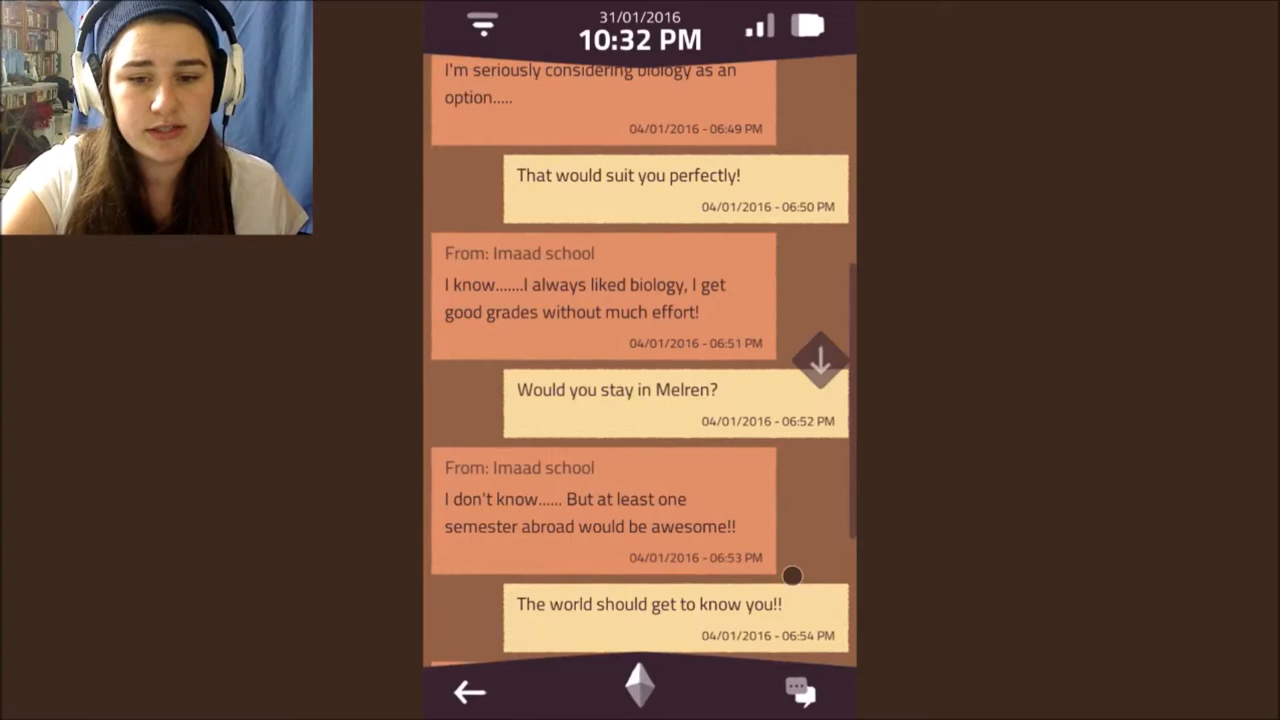 31/01/2016
10:32 PM
I'm seriously considering biology as an
option.....
04/01/2016 - 06:49 PM
That would suit you perfectly!
04/01/2016 - 06:50 PM
From: Imaad school
I know.......I always liked biology, I get
good grades without much effort!
04/01/2016 - 06:51 PM
Would you stay in Melren?
04/01/2016 - 06:52 PM
From: Imaad school
I don't know...... But at least one
semester abroad would be awesome!!
04/01/2016 - 06:53 PM
The world should get to know you!!
04/01/2016 - 06:54 PM